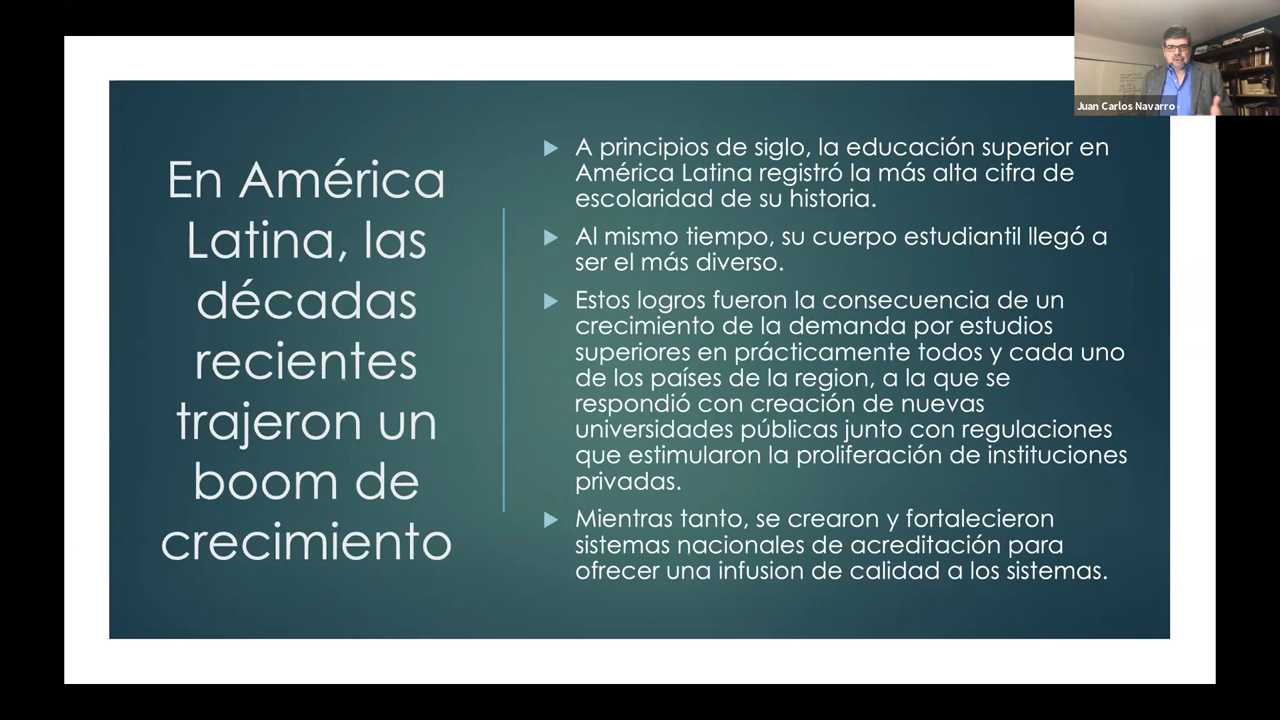 En América
Latina, las
décadas
recientes
trajeron un
boom de
crecimiento
A principios de siglo, la educación superior en
América Latina registró la más alta cifra de
escolaridad de su historia.
Al mismo tiempo, su cuerpo estudiantil llegó a
ser el más diverso.
Estos logros fueron la consecuencia de un
crecimiento de la demanda por estudios
superiores en prácticamente todos y cada uno
de los países de la region, a la que se
respondió con creación de nuevas
universidades públicas junto con regulaciones
que estimularon la proliferación de instituciones
privadas.
Mientras tanto, se crearon y fortalecieron
sistemas nacionales de acreditación para
ofrecer una infusion de calidad a los sistemas.
Juan Carlos Navarro